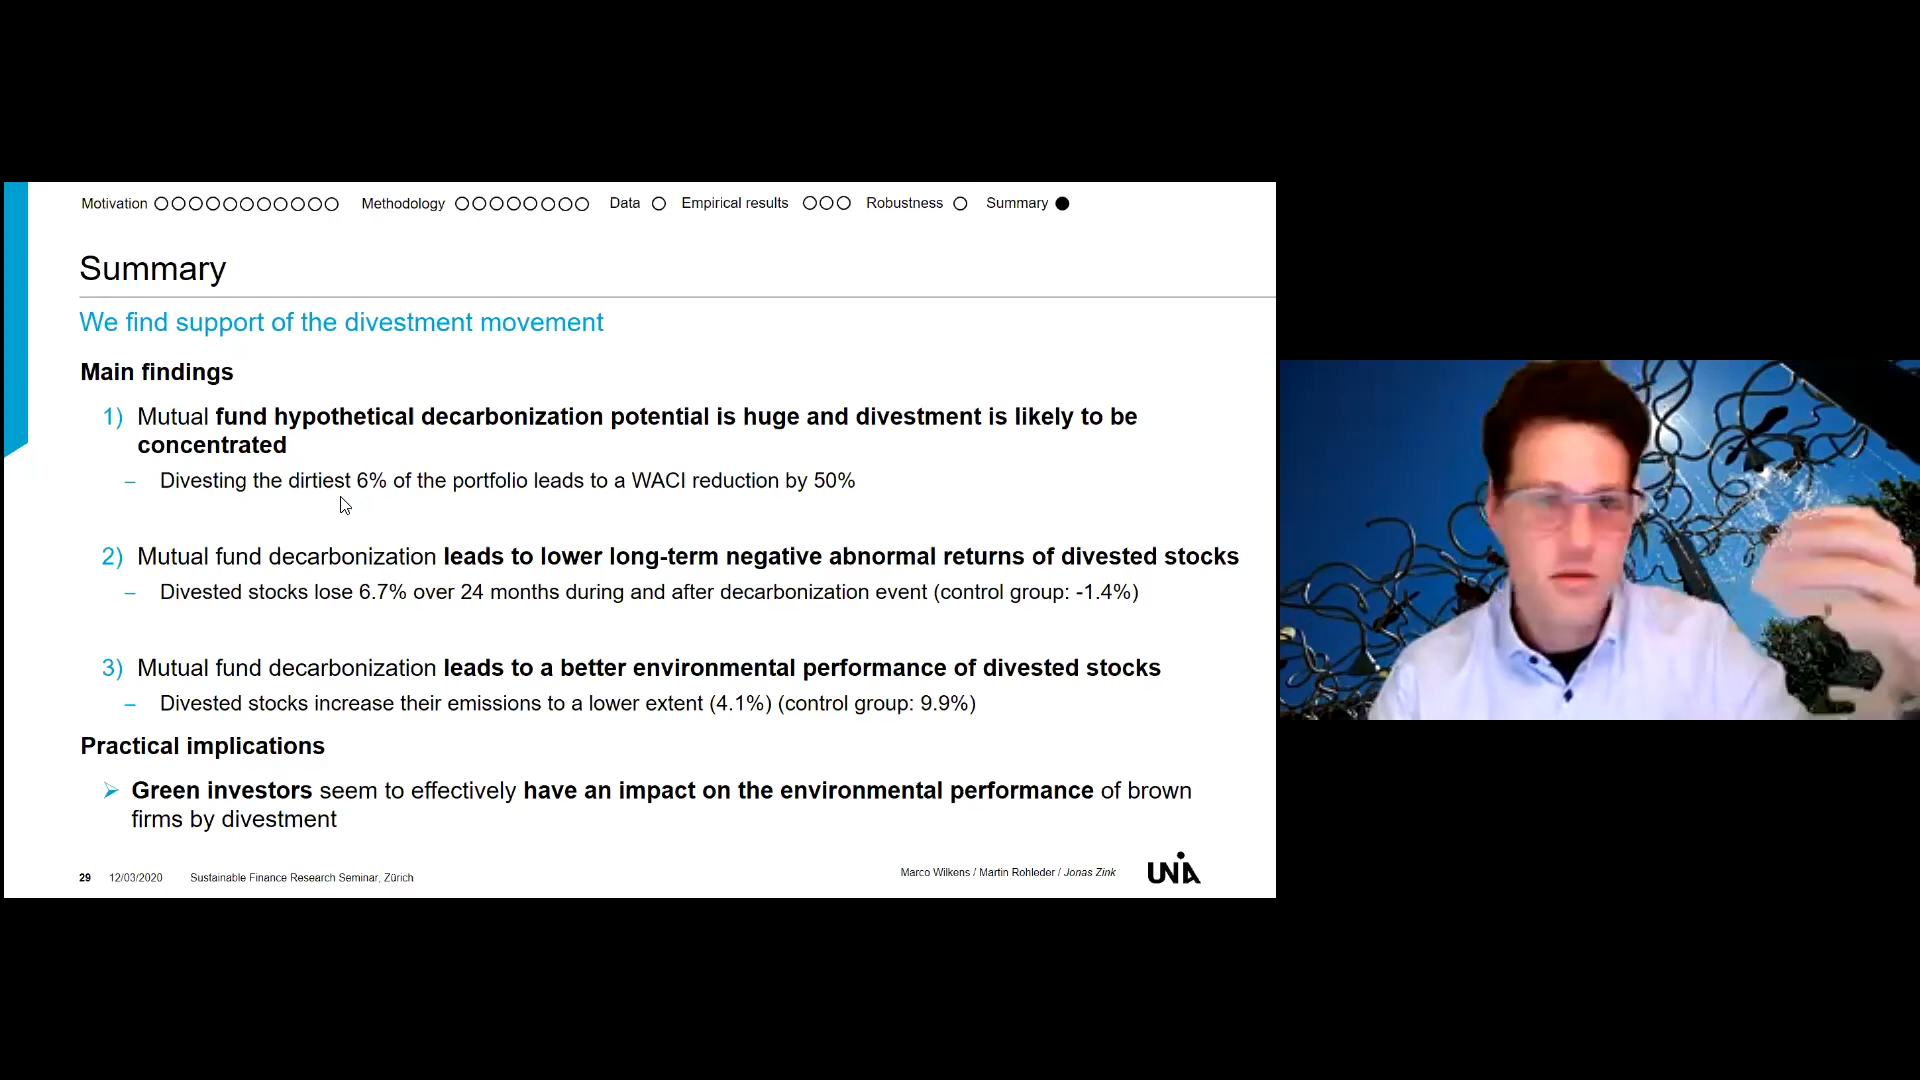 Motivation Methodology Data Empirical results Robustness Summary
Summary
We find support of the divestment movement
Main findings
1) Mutual fund hypothetical decarbonization potential is huge and divestment is likely to be
concentrated
– Divesting the dirtiest 6% of the portfolio leads to a WACI reduction by 50%
2) Mutual fund decarbonization leads to lower long-term negative abnormal returns of divested stocks
– Divested stocks lose 6.7% over 24 months during and after decarbonization event (control group: -1.4%)
3) Mutual fund decarbonization leads to a better environmental performance of divested stocks
– Divested stocks increase their emissions to a lower extent (4.1%) (control group: 9.9%)
Practical implications
➢ Green investors seem to effectively have an impact on the environmental performance of brown
firms by divestment
29 12/03/2020 Sustainable Finance Research Seminar, Zürich
Marco Wilkens / Martin Rohleder / Jonas Zink
UNIA